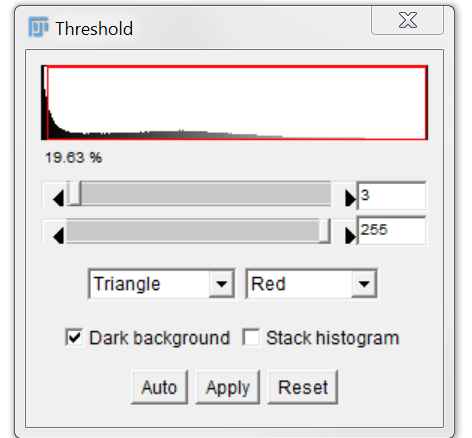 Threshold
19.63 %
3
255
Triangle Red
Dark background Stack histogram
Auto Apply Reset